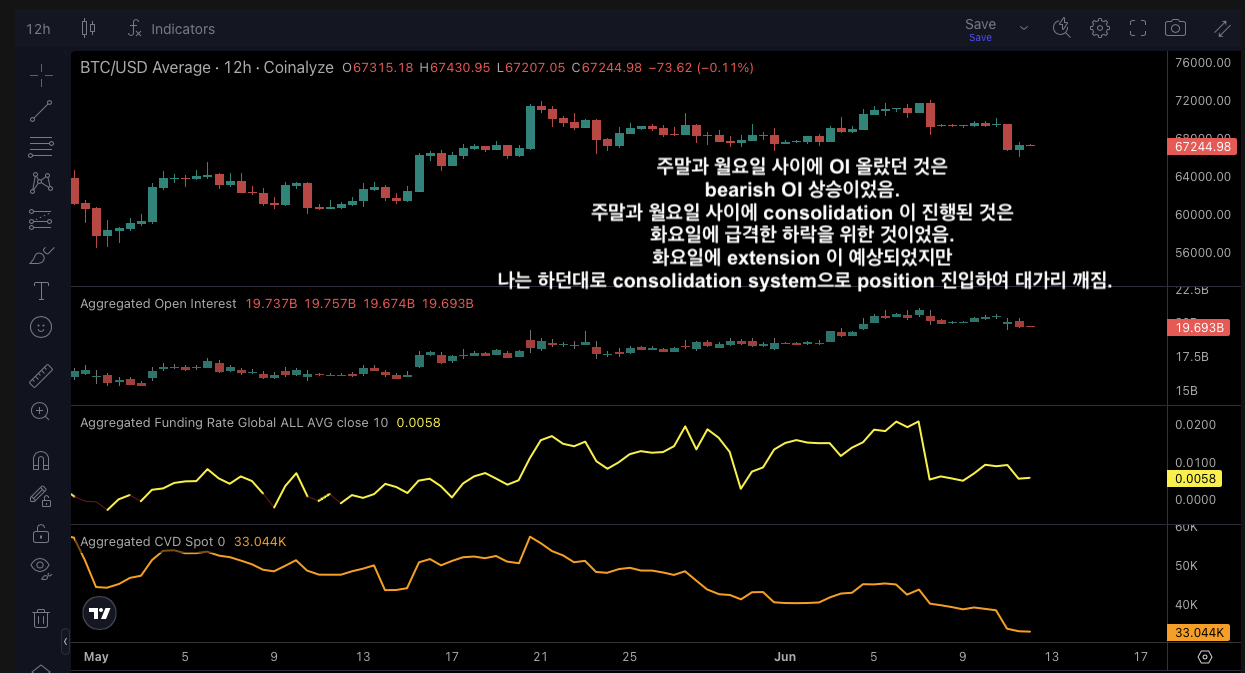 12h
Indicators
Save
Save
BTC/USD Average · 12h · Coinalyze O67315.18 H67430.95 L67207.05 C67244.98 −73.62 (−0.11%)
76000.00
72000.00
68000.00
67244.98
64000.00
60000.00
56000.00
주말과 월요일 사이에 OI 올랐던 것은
bearish OI 상승이었음.
주말과 월요일 사이에 consolidation 이 진행된 것은
화요일에 급격한 하락을 위한 것이었음.
화요일에 extension 이 예상되었지만
나는 하던대로 consolidation system으로 position 진입하여 대가리 깨짐.
Aggregated Open Interest 19.737B 19.757B 19.674B 19.693B
22.5B
19.693B
17.5B
15B
Aggregated Funding Rate Global ALL AVG close 10 0.0058
0.0200
0.0100
0.0058
0.0000
Aggregated CVD Spot 0 33.044K
60K
50K
40K
33.044K
May 5 9 13 17 21 25 Jun 5 9 13 17